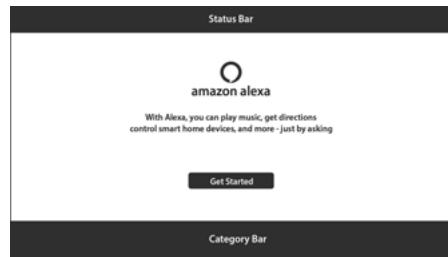 Status Bar
amazon alexa
With Alexa, you can play music, get directions
control smart home devices, and more - just by asking
Get Started
Category Bar